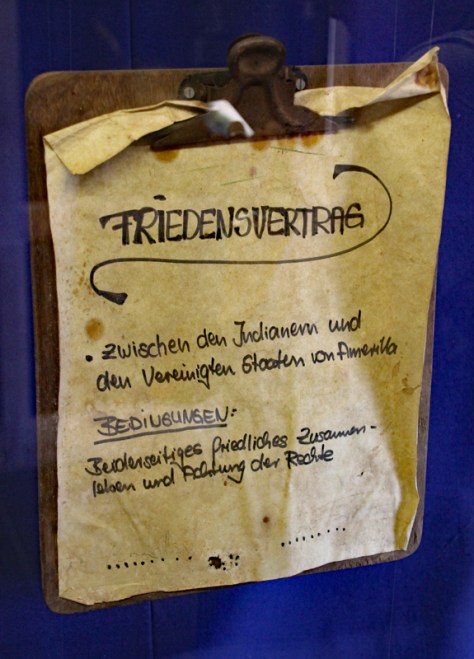 FRIEDENSVERTRAG
• zwischen den Indianern und
den Vereinigten Staaten von Amerika
BEDINGUNGEN:
Beiderseitiges friedliches Zusammen-
leben und Achtung der Rechte